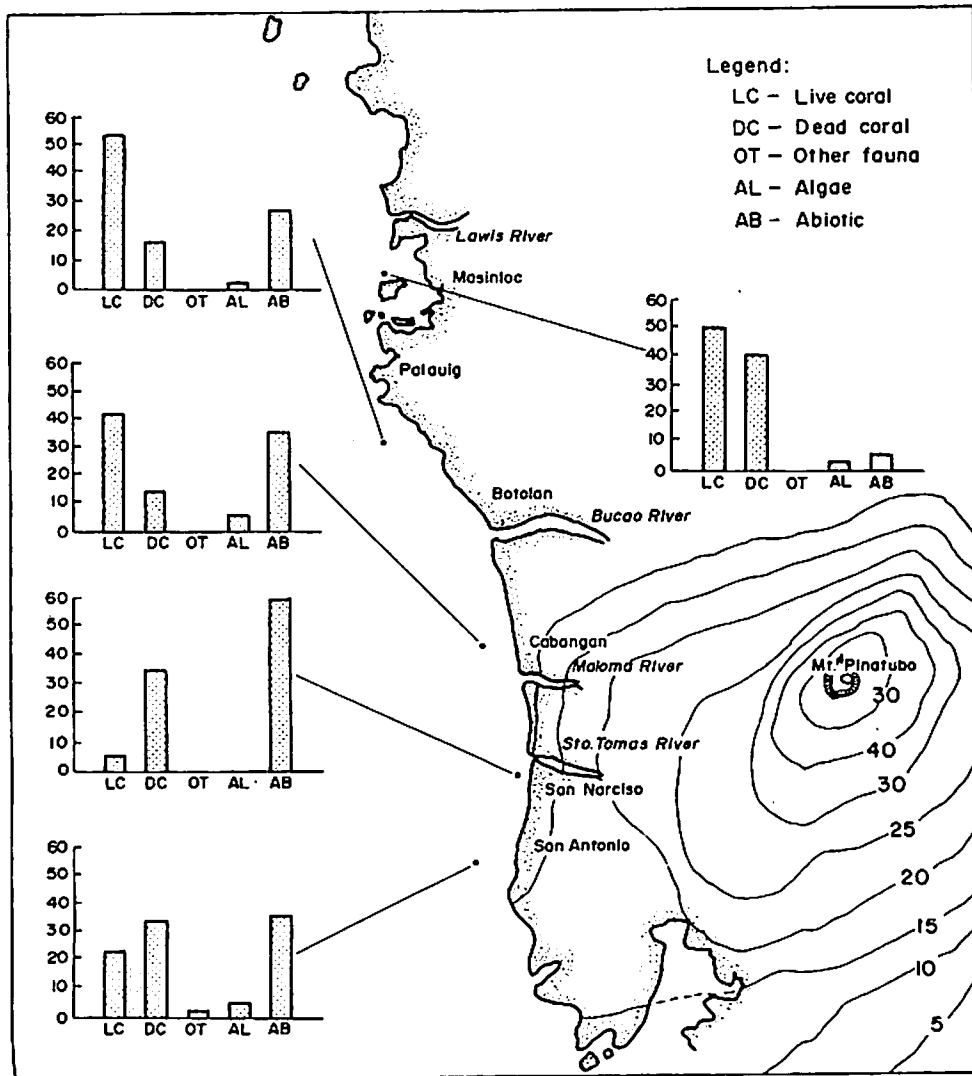 Legend:
LC – Live coral
DC – Dead coral
OT – Other fauna
AL – Algae
AB – Abiotic
60
50
40
30
20
10
0
LC DC OT AL AB
Lawis River
Masinloc
60
50
40
30
20
10
0
LC DC OT AL AB
Palauig
60
50
40
30
20
10
0
LC DC OT AL AB
Botolan
Bucao River
60
50
40
30
20
10
0
LC DC OT AL AB
Cabangan
Maloma River
Mt. Pinatubo
30
40
30
25
20
15
10
5
Sto. Tomas River
San Narciso
San Antonio
60
50
40
30
20
10
0
LC DC OT AL AB